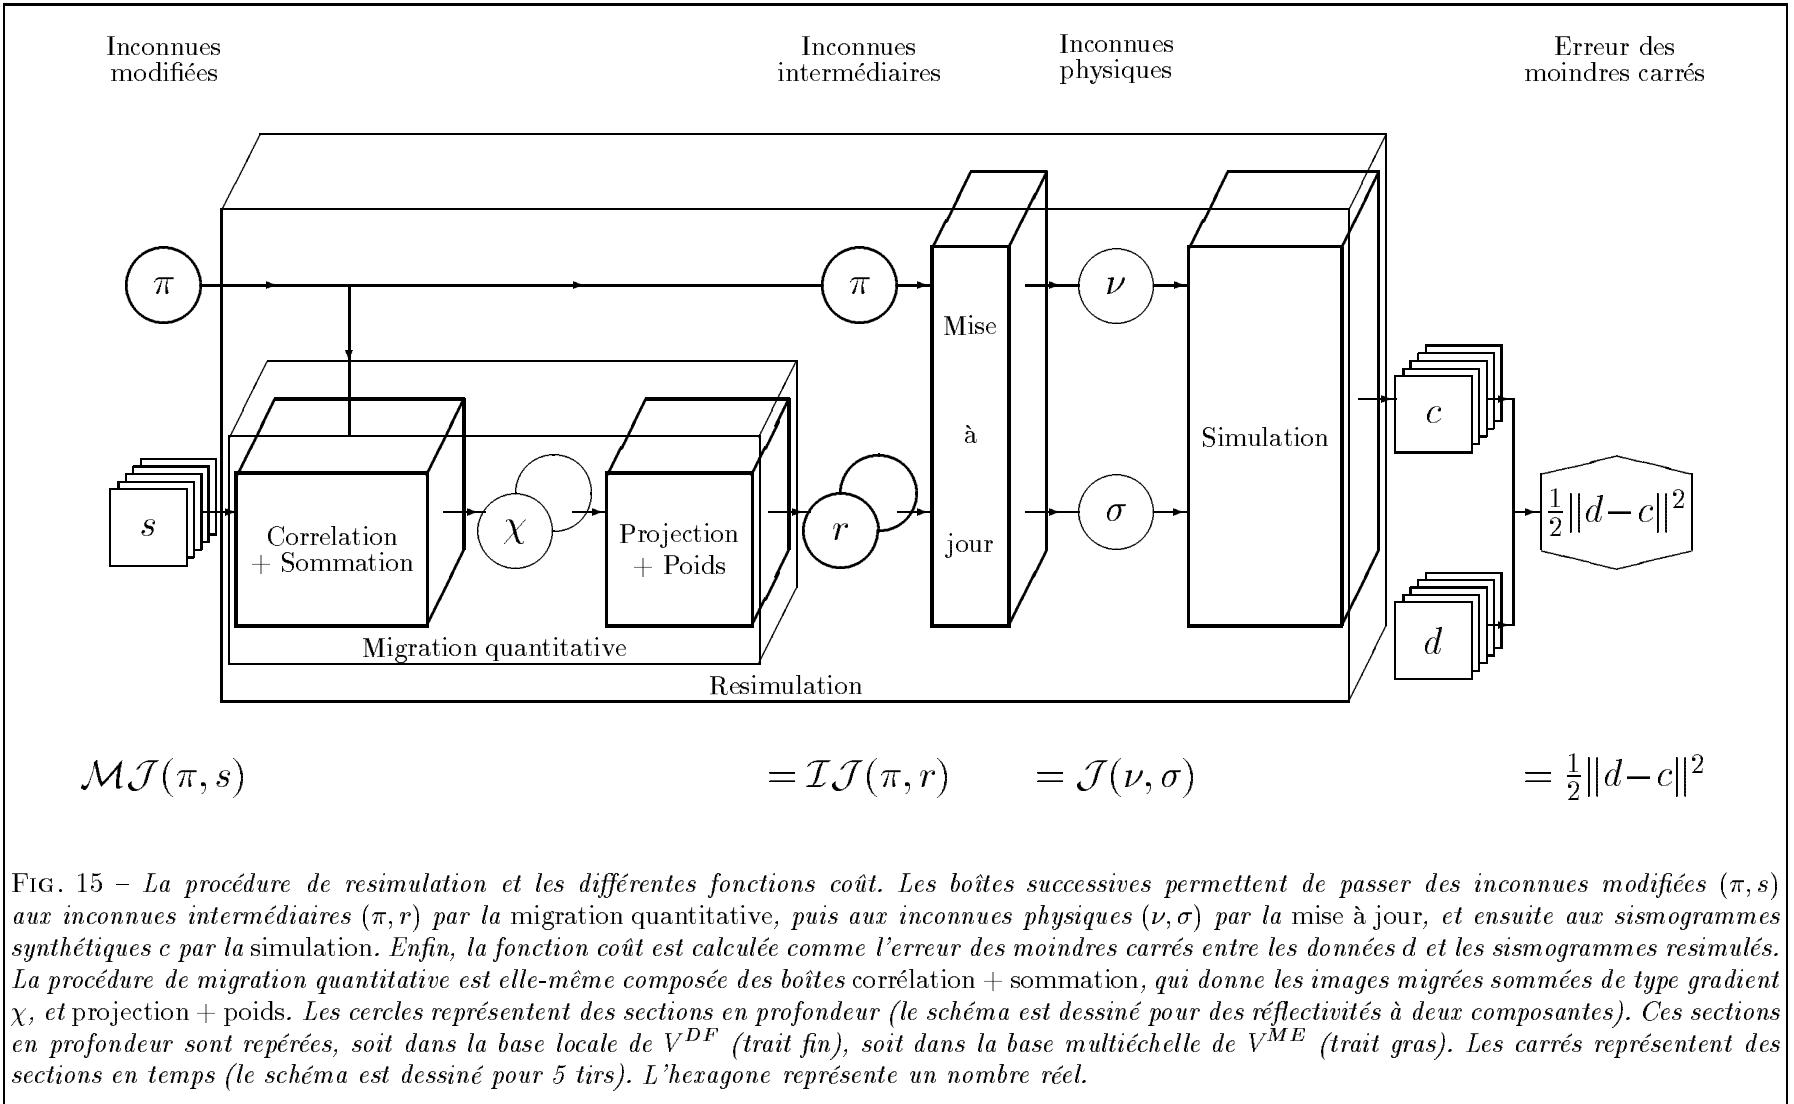 Inconnues
modifiées
Inconnues
intermédiaires
Inconnues
physiques
Erreur des
moindres carrés
π
π
ν
Mise
à
jour
Simulation
c
s
Correlation
+ Sommation
χ
Projection
+ Poids
r
σ
½‖d−c‖²
d
Migration quantitative
Resimulation
ℳ𝒥(π, s)
= ℐ𝒥(π, r)
= 𝒥(ν, σ)
= ½‖d−c‖²
FIG. 15 – La procédure de resimulation et les différentes fonctions coût. Les boîtes successives permettent de passer des inconnues modifiées (π, s)
aux inconnues intermédiaires (π, r) par la migration quantitative, puis aux inconnues physiques (ν, σ) par la mise à jour, et ensuite aux sismogrammes
synthétiques c par la simulation. Enfin, la fonction coût est calculée comme l'erreur des moindres carrés entre les données d et les sismogrammes resimulés.
La procédure de migration quantitative est elle-même composée des boîtes corrélation + sommation, qui donne les images migrées sommées de type gradient
χ, et projection + poids. Les cercles représentent des sections en profondeur (le schéma est dessiné pour des réflectivités à deux composantes). Ces sections
en profondeur sont repérées, soit dans la base locale de V^{DF} (trait fin), soit dans la base multiéchelle de V^{ME} (trait gras). Les carrés représentent des
sections en temps (le schéma est dessiné pour 5 tirs). L'hexagone représente un nombre réel.